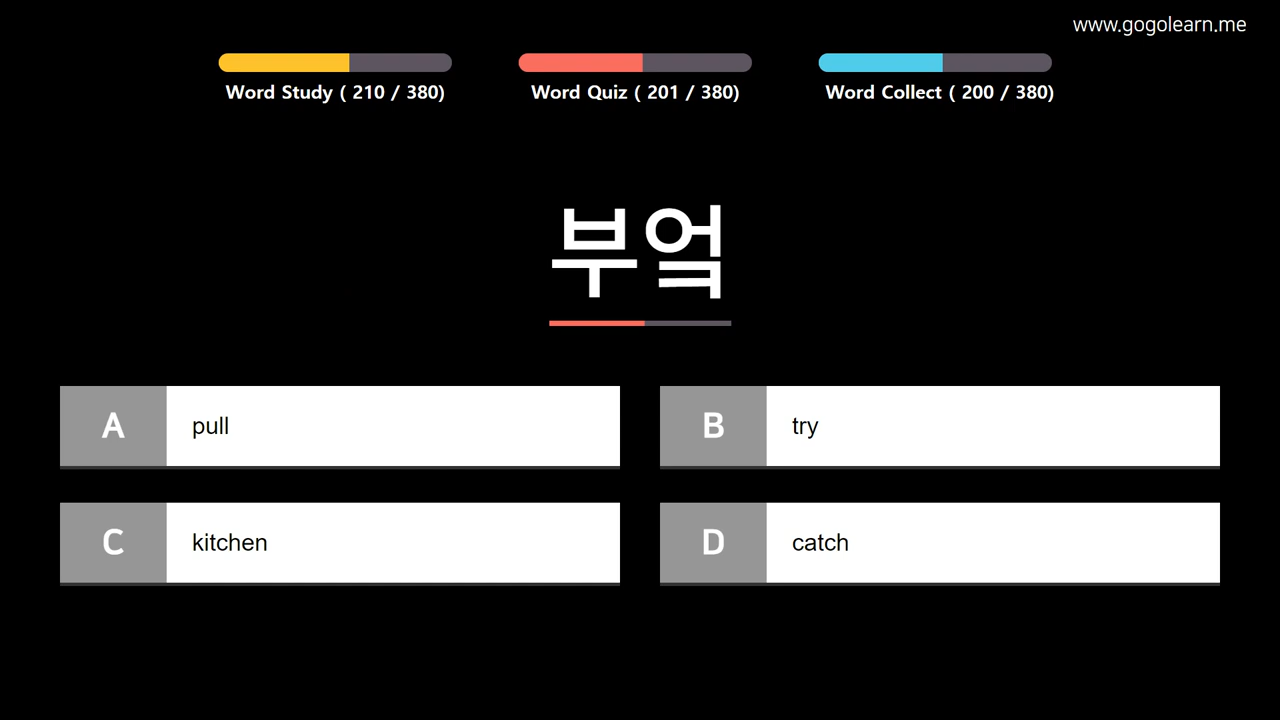 www.gogolearn.me
Word Study ( 210 / 380)
Word Quiz ( 201 / 380)
Word Collect ( 200 / 380)
부엌
A pull
B try
C kitchen
D catch